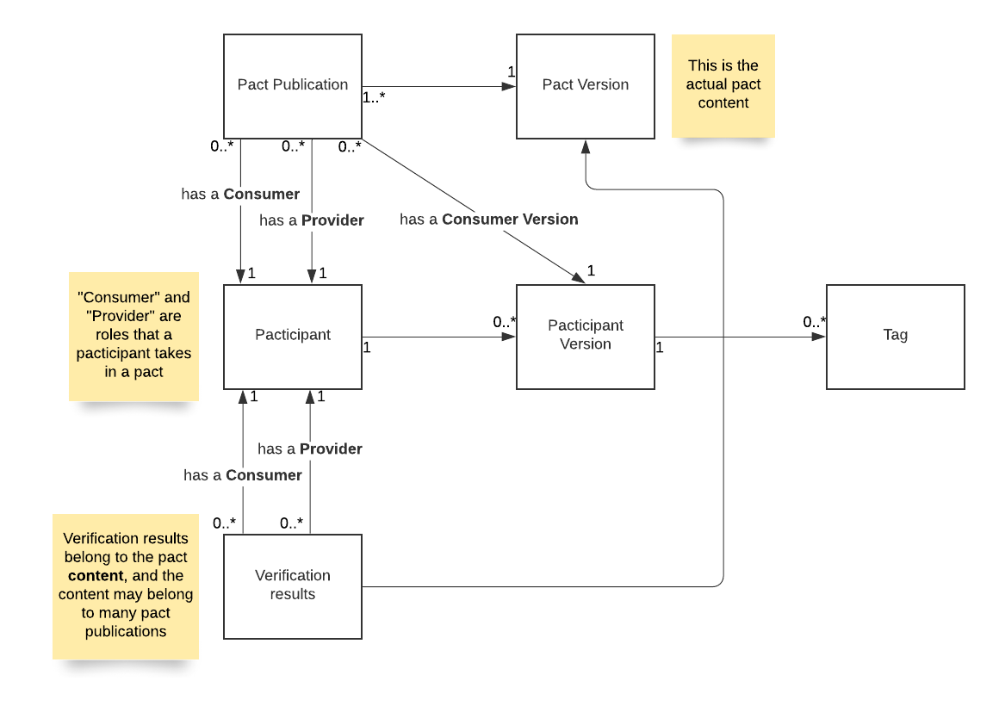 Pact Publication
Pact Version
This is the
actual pact
content
1
1..*
0..*
0..*
0..*
has a Consumer
has a Provider
has a Consumer Version
1
1
1
"Consumer" and
"Provider" are
roles that a
pacticipant takes
in a pact
Pacticipant
1
0..*
Pacticipant
Version
1
0..*
Tag
1
1
has a Provider
has a Consumer
0..*
0..*
Verification results
belong to the pact
content, and the
content may belong
to many pact
publications
Verification
results